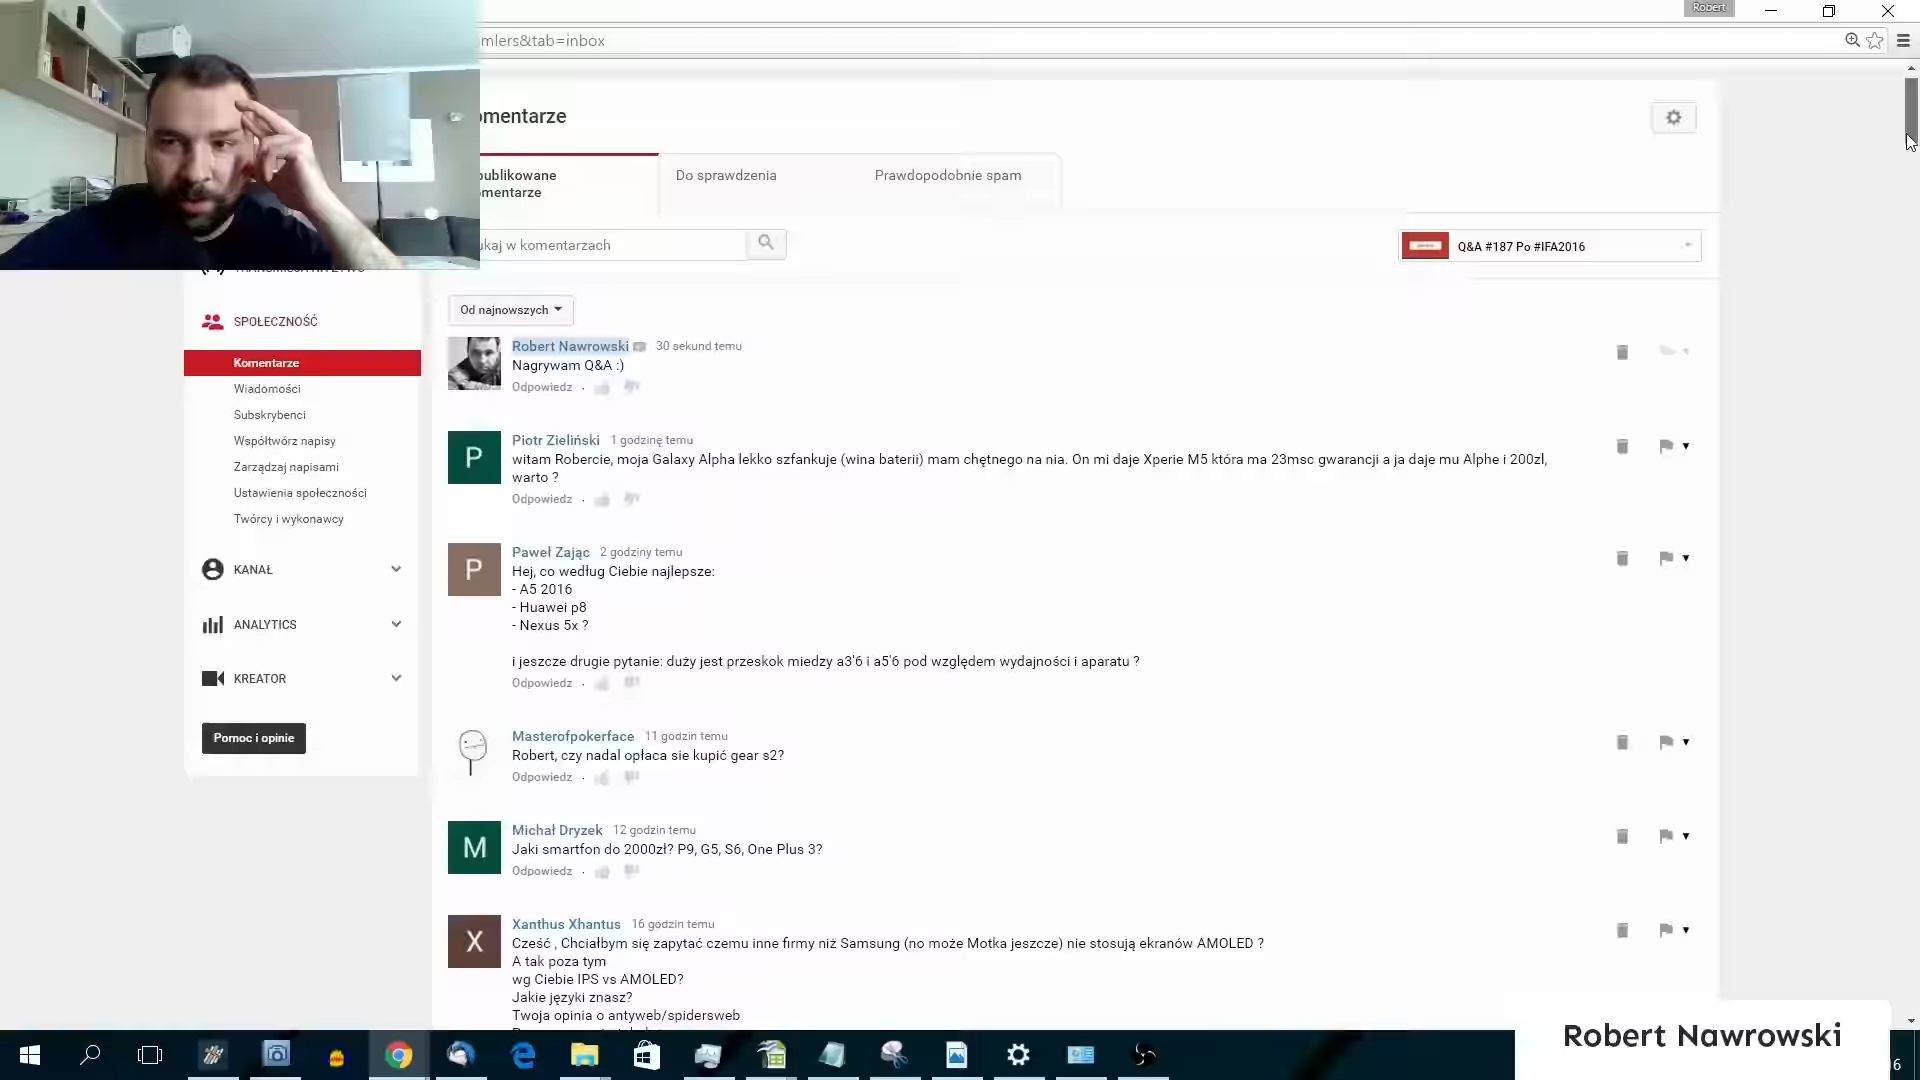 Robert
mlers&tab=inbox
omentarze
publikowane
omentarze
Do sprawdzenia
Prawdopodobnie spam
ukaj w komentarzach
Q&A #187 Po #IFA2016
Od najnowszych
SPOŁECZNOŚĆ
Komentarze
Wiadomości
Subskrybenci
Współtwórz napisy
Zarządzaj napisami
Ustawienia społeczności
Twórcy i wykonawcy
KANAŁ
ANALYTICS
KREATOR
Pomoc i opinie
Robert Nawrowski 30 sekund temu
Nagrywam Q&A :)
Odpowiedz
P
Piotr Zieliński 1 godzinę temu
witam Robercie, moja Galaxy Alpha lekko szfankuje (wina baterii) mam chętnego na nia. On mi daje Xperie M5 która ma 23msc gwarancji a ja daje mu Alphe i 200zl,
warto ?
Odpowiedz
P
Paweł Zając 2 godziny temu
Hej, co według Ciebie najlepsze:
- A5 2016
- Huawei p8
- Nexus 5x ?
i jeszcze drugie pytanie: duży jest przeskok miedzy a3'6 i a5'6 pod względem wydajności i aparatu ?
Odpowiedz
Masterofpokerface 11 godzin temu
Robert, czy nadal opłaca sie kupić gear s2?
Odpowiedz
M
Michał Dryzek 12 godzin temu
Jaki smartfon do 2000zł? P9, G5, S6, One Plus 3?
Odpowiedz
X
Xanthus Xhantus 16 godzin temu
Cześć , Chciałbym się zapytać czemu inne firmy niż Samsung (no może Motka jeszcze) nie stosują ekranów AMOLED ?
A tak poza tym
wg Ciebie IPS vs AMOLED?
Jakie języki znasz?
Twoja opinia o antyweb/spidersweb
Robert Nawrowski
6